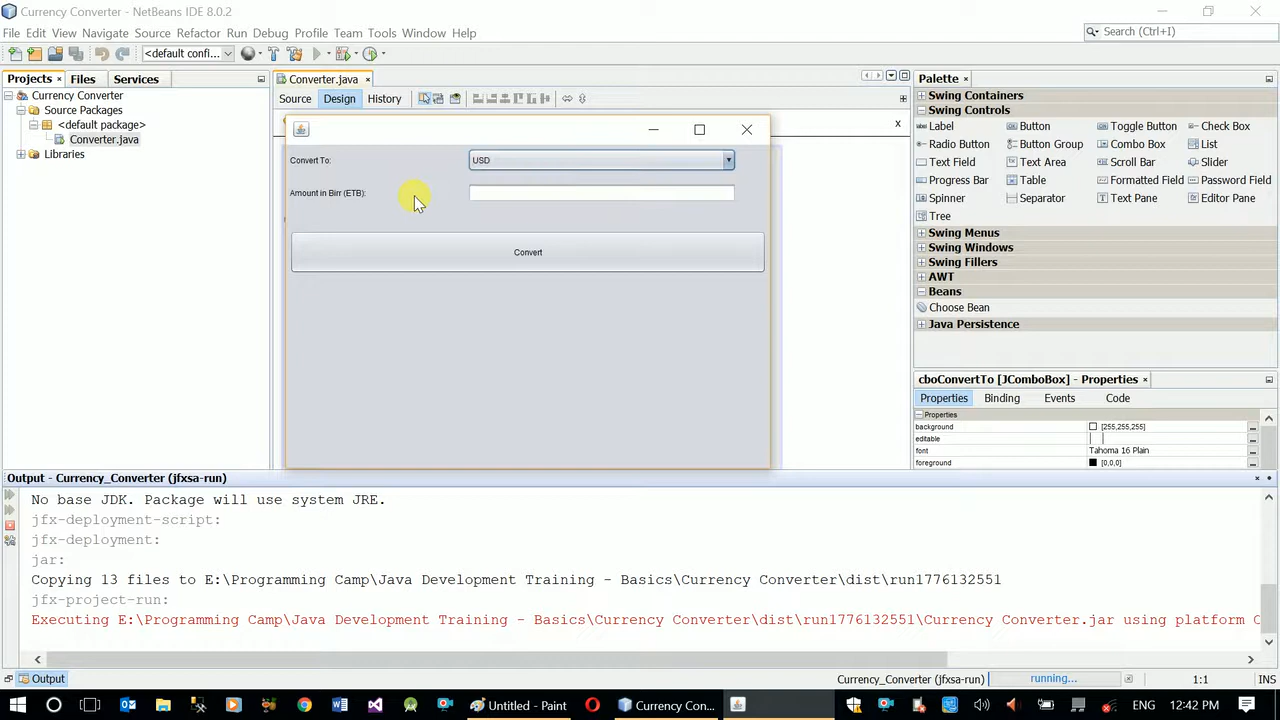 Currency Converter - NetBeans IDE 8.0.2
File Edit View Navigate Source Refactor Run Debug Profile Team Tools Window Help
Search (Ctrl+I)
<default confi...
Projects Files Services
Currency Converter
Source Packages
<default package>
Converter.java
Libraries
Converter.java
Source Design History
Convert To:
USD
Amount in Birr (ETB):
Convert
Palette
Swing Containers
Swing Controls
Label Button Toggle Button Check Box
Radio Button Button Group Combo Box List
Text Field Text Area Scroll Bar Slider
Progress Bar Table Formatted Field Password Field
Spinner Separator Text Pane Editor Pane
Tree
Swing Menus
Swing Windows
Swing Fillers
AWT
Beans
Choose Bean
Java Persistence
cboConvertTo [JComboBox] - Properties
Properties Binding Events Code
Properties
background [255,255,255]
editable
font Tahoma 16 Plain
foreground [0,0,0]
Output - Currency_Converter (jfxsa-run)
No base JDK. Package will use system JRE.
jfx-deployment-script:
jfx-deployment:
jar:
Copying 13 files to E:\Programming Camp\Java Development Training - Basics\Currency Converter\dist\run1776132551
jfx-project-run:
Executing E:\Programming Camp\Java Development Training - Basics\Currency Converter\dist\run1776132551\Currency Converter.jar using platform C
Output
Currency_Converter (jfxsa-run) running... 1:1 INS
Untitled - Paint
Currency Con...
ENG 12:42 PM